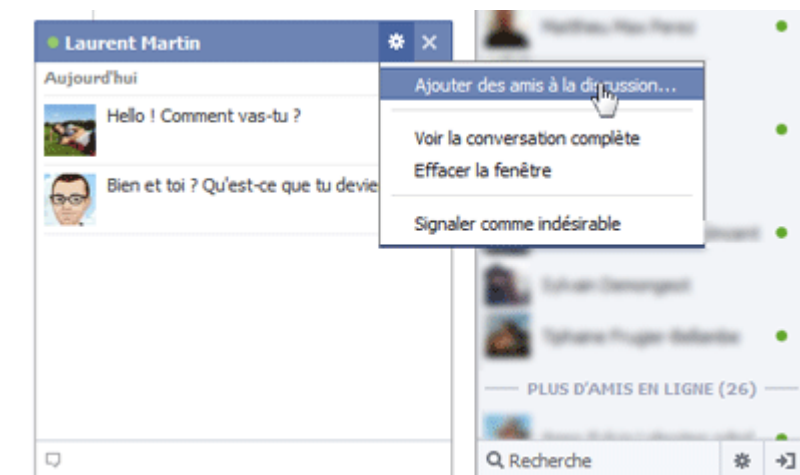 Laurent Martin
Aujourd'hui
Hello ! Comment vas-tu ?
Bien et toi ? Qu'est-ce que tu devie
Ajouter des amis à la discussion...
Voir la conversation complète
Effacer la fenêtre
Signaler comme indésirable
PLUS D'AMIS EN LIGNE (26)
Recherche